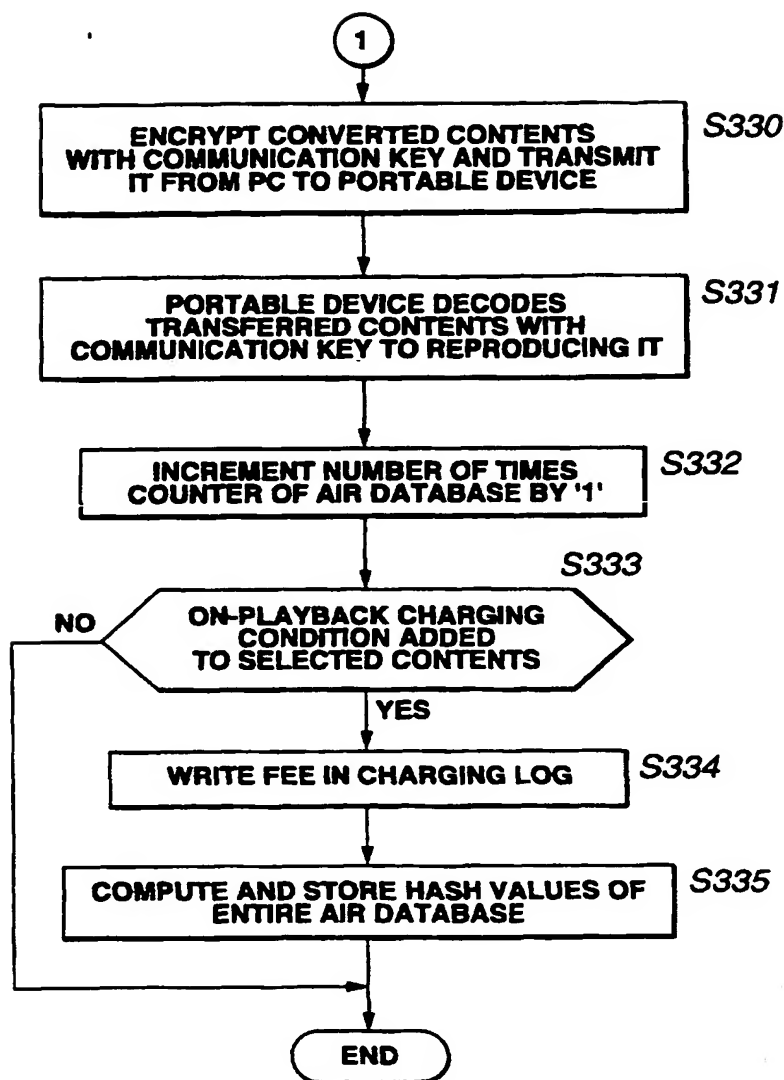 1
ENCRYPT CONVERTED CONTENTS
WITH COMMUNICATION KEY AND TRANSMIT
IT FROM PC TO PORTABLE DEVICE
S330
PORTABLE DEVICE DECODES
TRANSFERRED CONTENTS WITH
COMMUNICATION KEY TO REPRODUCING IT
S331
INCREMENT NUMBER OF TIMES
COUNTER OF AIR DATABASE BY '1'
S332
S333
NO
ON-PLAYBACK CHARGING
CONDITION ADDED
TO SELECTED CONTENTS
YES
WRITE FEE IN CHARGING LOG
S334
COMPUTE AND STORE HASH VALUES OF
ENTIRE AIR DATABASE
S335
END